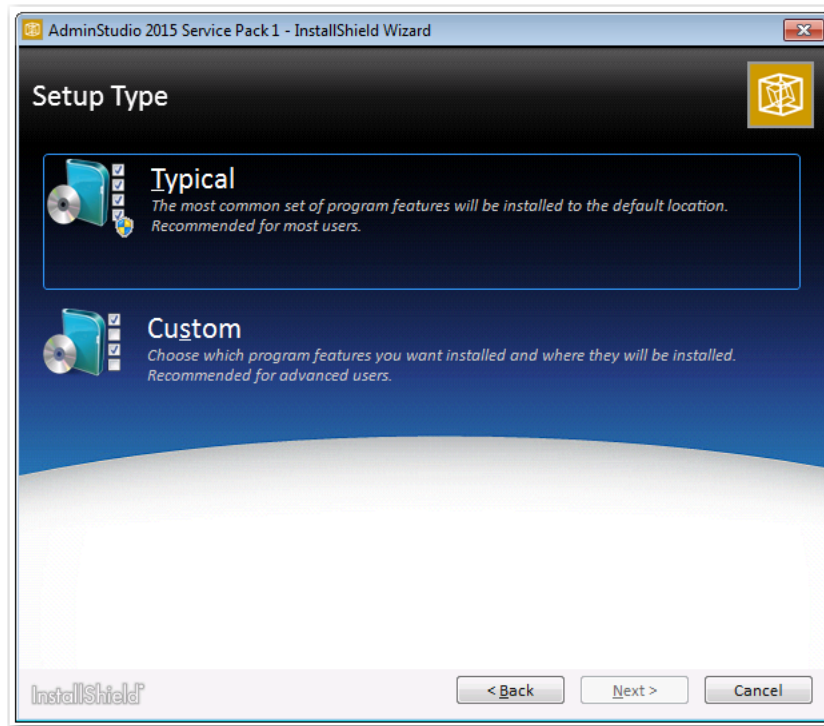 AdminStudio 2015 Service Pack 1 - InstallShield Wizard
Setup Type
Typical
The most common set of program features will be installed to the default location.
Recommended for most users.
Custom
Choose which program features you want installed and where they will be installed.
Recommended for advanced users.
InstallShield
< Back Next > Cancel